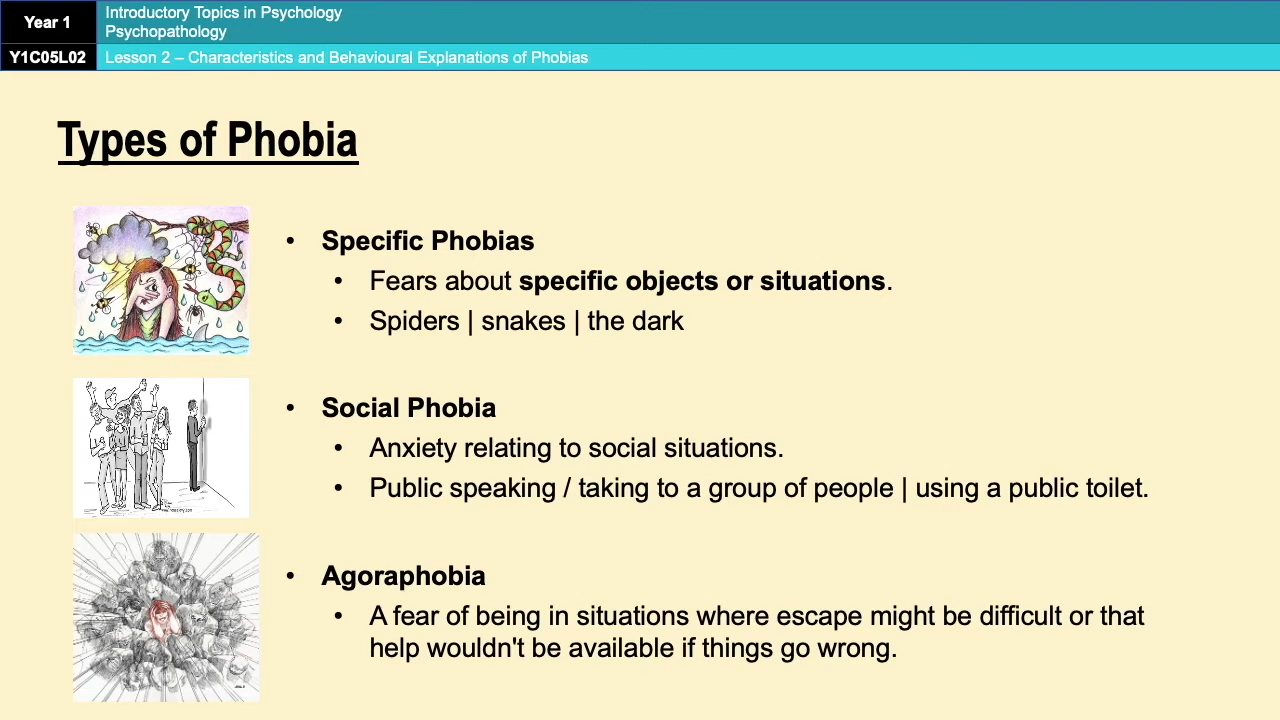 Year 1
Introductory Topics in Psychology
Psychopathology
Y1C05L02
Lesson 2 – Characteristics and Behavioural Explanations of Phobias
Types of Phobia
• Specific Phobias
• Fears about specific objects or situations.
• Spiders | snakes | the dark
• Social Phobia
• Anxiety relating to social situations.
• Public speaking / taking to a group of people | using a public toilet.
• Agoraphobia
• A fear of being in situations where escape might be difficult or that
help wouldn't be available if things go wrong.